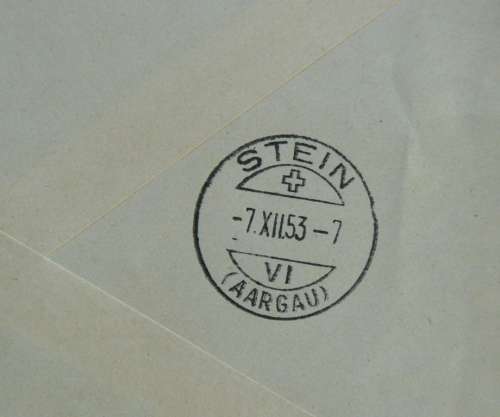 STEIN
-7.XII.53-7
VI
(AARGAU)